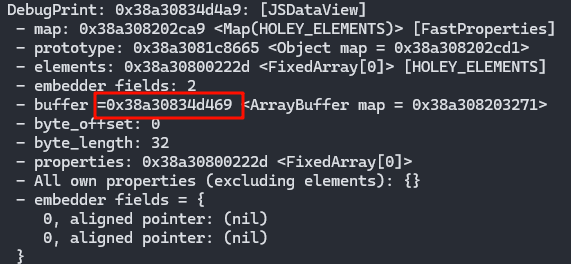 DebugPrint: 0x38a30834d4a9: [JSDataView]
- map: 0x38a308202ca9 <Map(HOLEY_ELEMENTS)> [FastProperties]
- prototype: 0x38a3081c8665 <Object map = 0x38a308202cd1>
- elements: 0x38a30800222d <FixedArray[0]> [HOLEY_ELEMENTS]
- embedder fields: 2
- buffer =0x38a30834d469 <ArrayBuffer map = 0x38a308203271>
- byte_offset: 0
- byte_length: 32
- properties: 0x38a30800222d <FixedArray[0]>
- All own properties (excluding elements): {}
- embedder fields = {
0, aligned pointer: (nil)
0, aligned pointer: (nil)
}